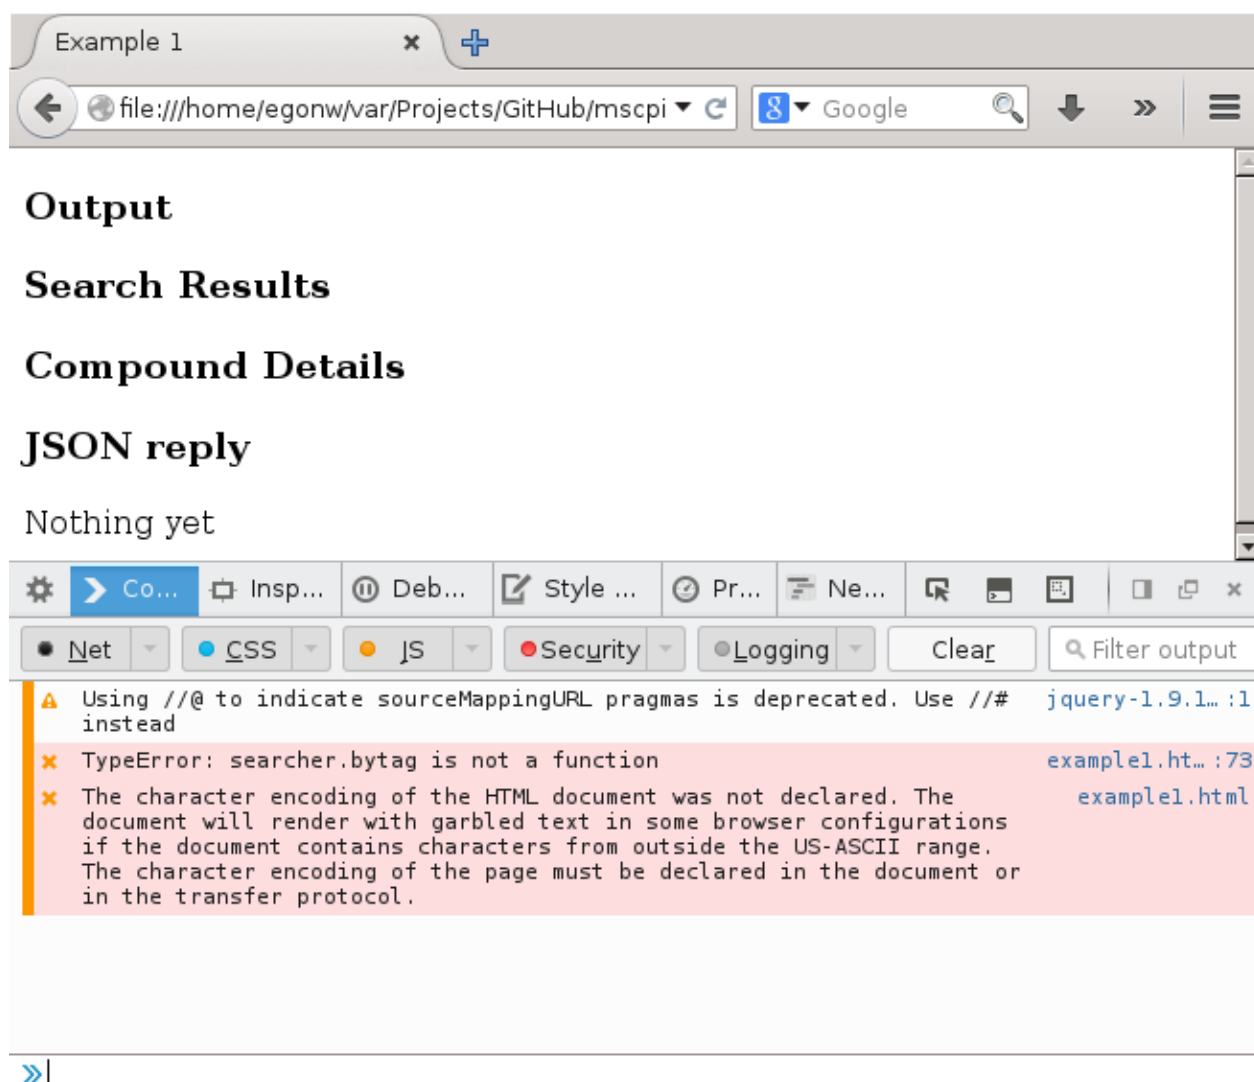 Example 1
file:///home/egonw/var/Projects/GitHub/mscpi
8 Google
Output
Search Results
Compound Details
JSON reply
Nothing yet
Co... Insp... Deb... Style ... Pr... Ne...
Net CSS JS Security Logging Clear Filter output
Using //@ to indicate sourceMappingURL pragmas is deprecated. Use //# jquery-1.9.1…:1
instead
TypeError: searcher.bytag is not a function example1.ht…:73
The character encoding of the HTML document was not declared. The example1.html
document will render with garbled text in some browser configurations
if the document contains characters from outside the US-ASCII range.
The character encoding of the page must be declared in the document or
in the transfer protocol.